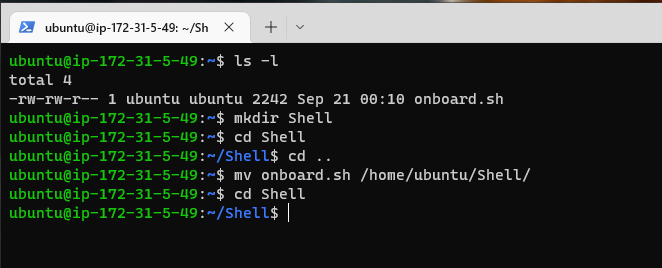 ubuntu@ip-172-31-5-49: ~/Sh
ubuntu@ip-172-31-5-49:~$ ls -l
total 4
-rw-rw-r-- 1 ubuntu ubuntu 2242 Sep 21 00:10 onboard.sh
ubuntu@ip-172-31-5-49:~$ mkdir Shell
ubuntu@ip-172-31-5-49:~$ cd Shell
ubuntu@ip-172-31-5-49:~/Shell$ cd ..
ubuntu@ip-172-31-5-49:~$ mv onboard.sh /home/ubuntu/Shell/
ubuntu@ip-172-31-5-49:~$ cd Shell
ubuntu@ip-172-31-5-49:~/Shell$